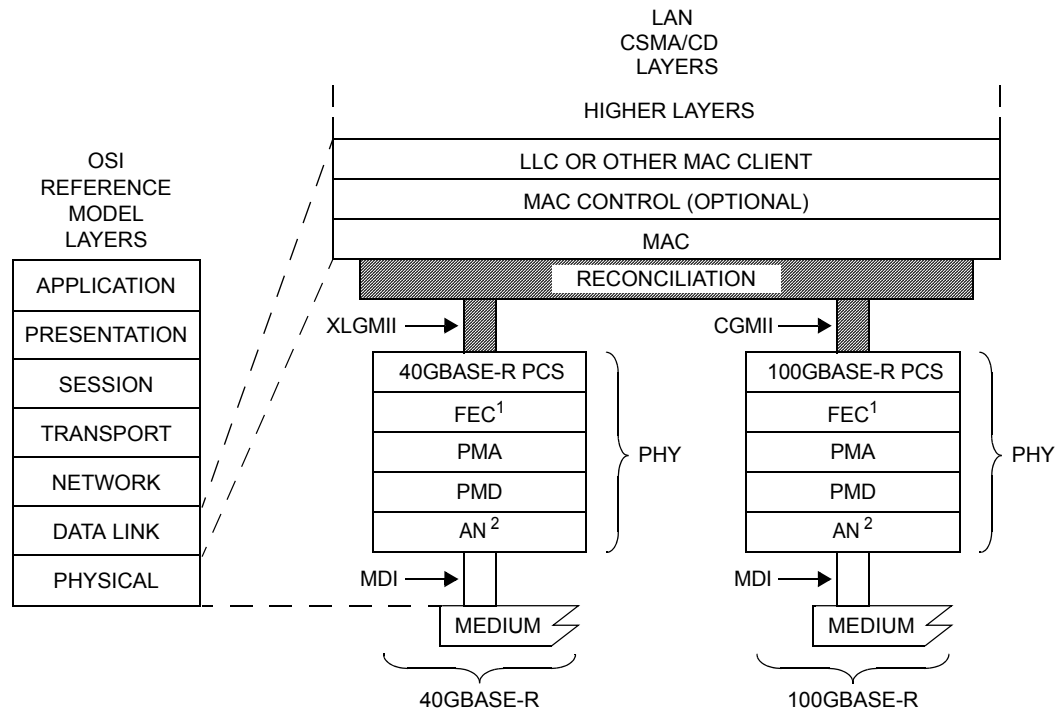 LAN
CSMA/CD
LAYERS
HIGHER LAYERS
LLC OR OTHER MAC CLIENT
MAC CONTROL (OPTIONAL)
MAC
RECONCILIATION
OSI
REFERENCE
MODEL
LAYERS
APPLICATION
PRESENTATION
SESSION
TRANSPORT
NETWORK
DATA LINK
PHYSICAL
XLGMII
40GBASE-R PCS
FEC1
PMA
PMD
AN 2
PHY
MDI
MEDIUM
40GBASE-R
CGMII
100GBASE-R PCS
FEC1
PMA
PMD
AN 2
PHY
MDI
MEDIUM
100GBASE-R